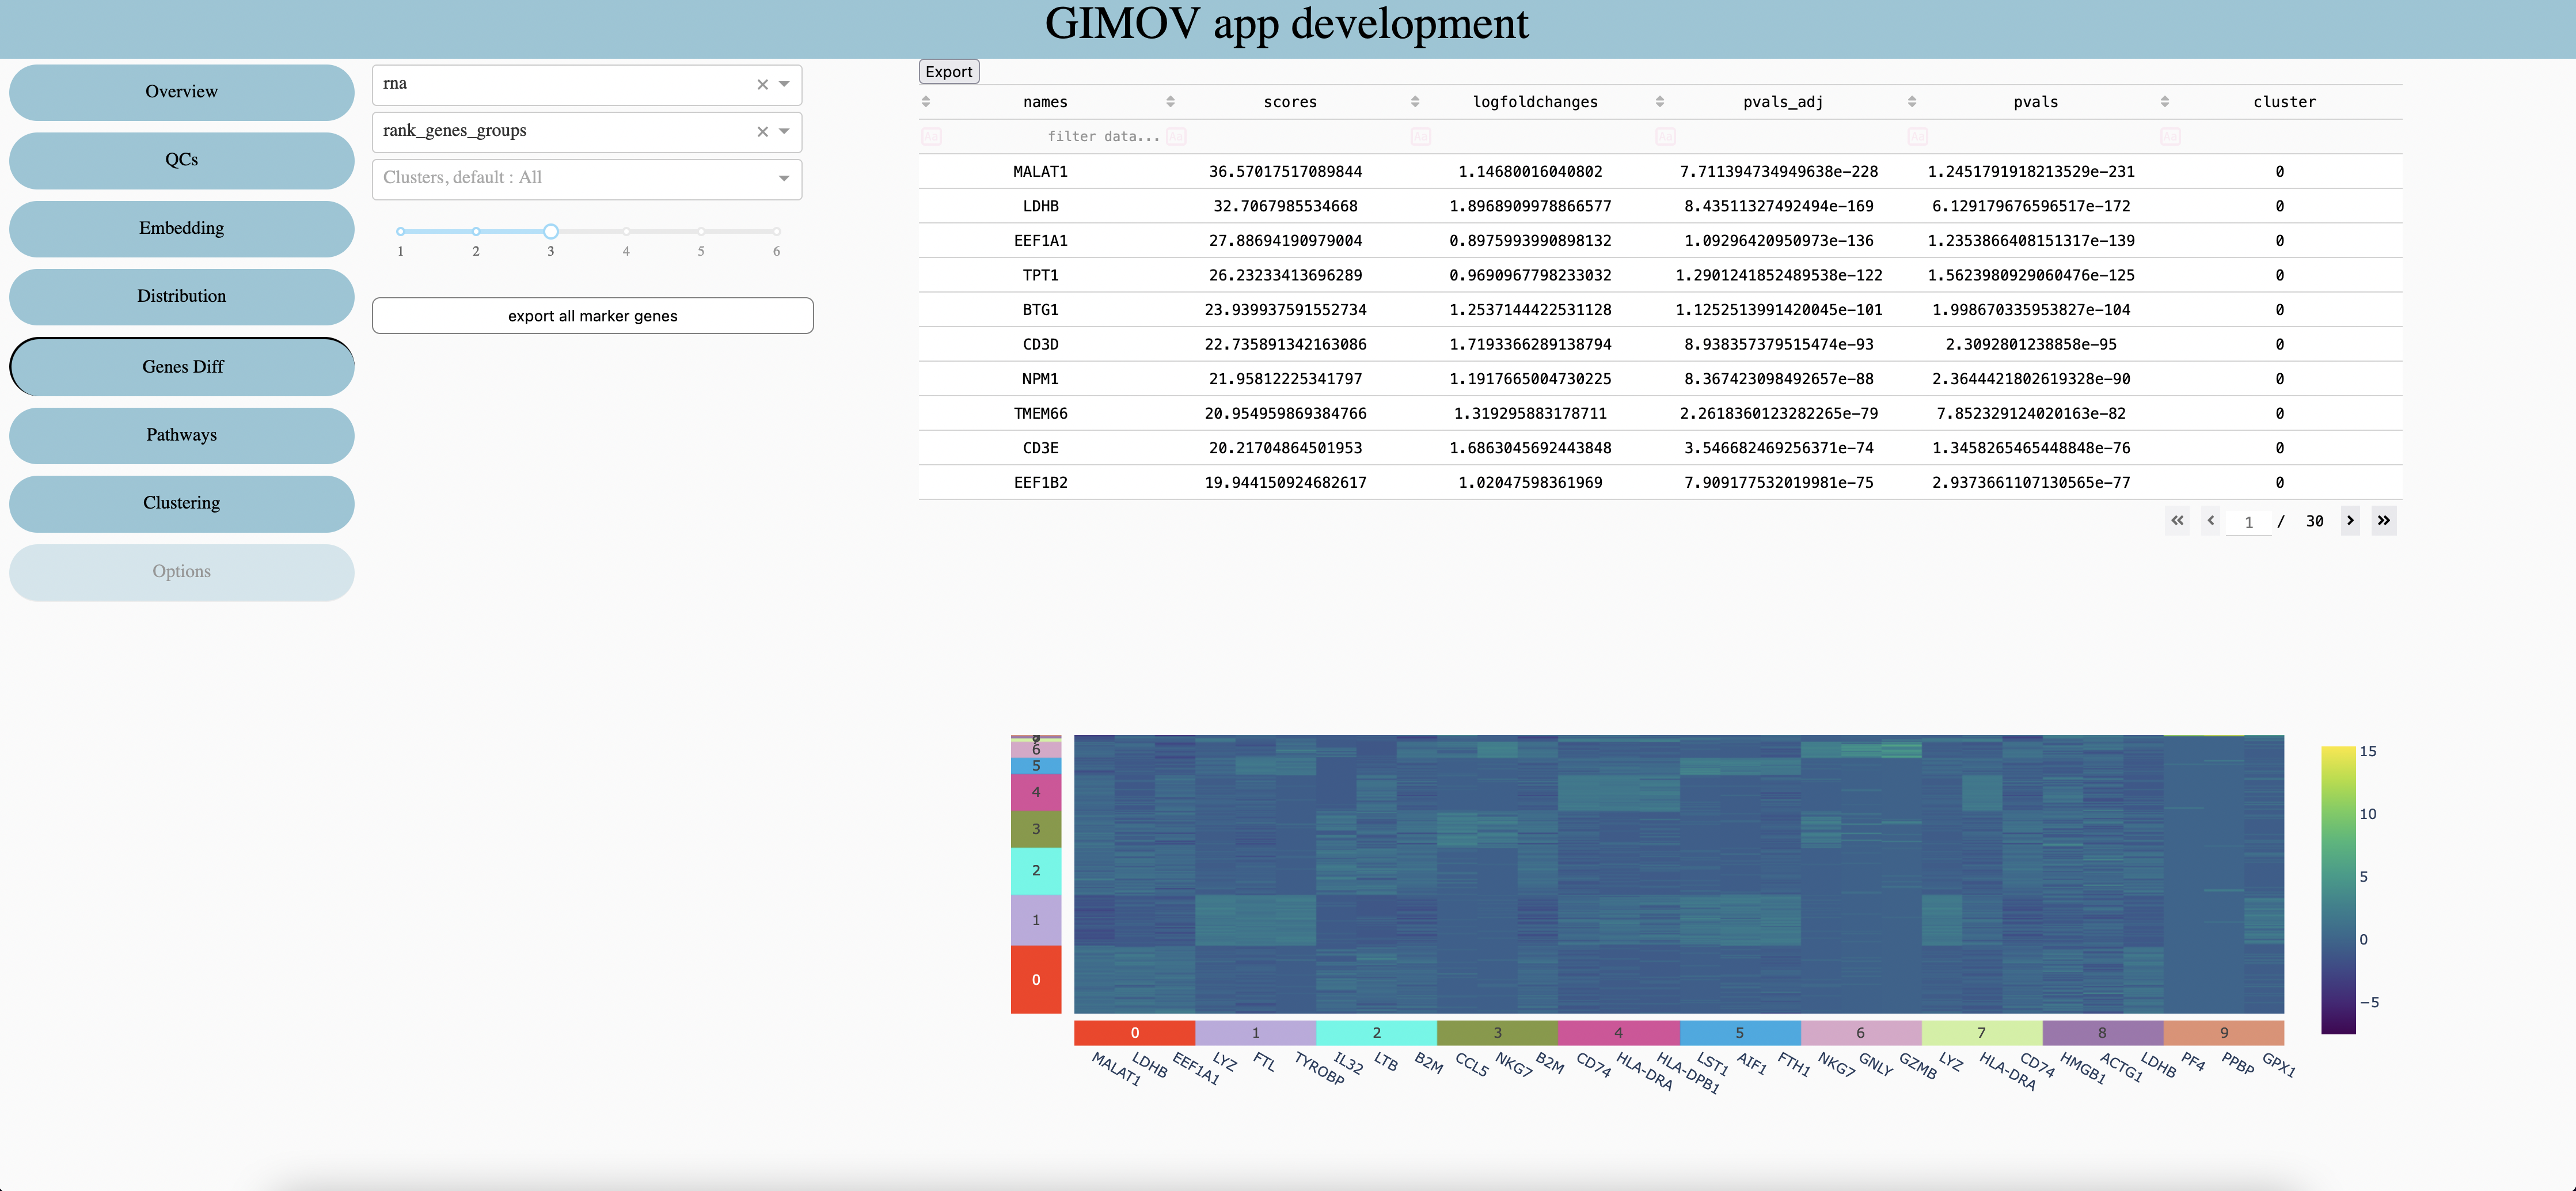 GIMOV app development
Overview
QCs
Embedding
Distribution
Genes Diff
Pathways
Clustering
Options
rna
rank_genes_groups
Clusters, default : All
1 2 3 4 5 6
export all marker genes
Export
names scores logfoldchanges pvals_adj pvals cluster
Aa filter data... Aa Aa Aa Aa Aa
MALAT1 36.57017517089844 1.14680016040802 7.711394734949638e-228 1.2451791918213529e-231 0
LDHB 32.7067985534668 1.8968909978866577 8.43511327492494e-169 6.129179676596517e-172 0
EEF1A1 27.88694190979004 0.8975993990898132 1.09296420950973e-136 1.2353866408151317e-139 0
TPT1 26.23233413696289 0.9690967798233032 1.2901241852489538e-122 1.5623980929060476e-125 0
BTG1 23.939937591552734 1.2537144422531128 1.1252513991420045e-101 1.998670335953827e-104 0
CD3D 22.735891342163086 1.7193366289138794 8.938357379515474e-93 2.3092801238858e-95 0
NPM1 21.95812225341797 1.1917665004730225 8.367423098492657e-88 2.3644421802619328e-90 0
TMEM66 20.954959869384766 1.319295883178711 2.2618360123282265e-79 7.852329124020163e-82 0
CD3E 20.21704864501953 1.6863045692443848 3.546682469256371e-74 1.3458265465448848e-76 0
EEF1B2 19.944150924682617 1.02047598361969 7.909177532019981e-75 2.9373661107130565e-77 0
1 / 30
6
5
4
3
2
1
0
15
10
5
0
−5
0 1 2 3 4 5 6 7 8 9
MALAT1 LDHB EEF1A1 LYZ FTL TYROBP IL32 LTB B2M CCL5 NKG7 B2M CD74 HLA-DRA HLA-DPB1 LST1 AIF1 FTH1 NKG7 GNLY GZMB LYZ HLA-DRA CD74 HMGB1 ACTG1 LDHB PF4 PPBP GPX1